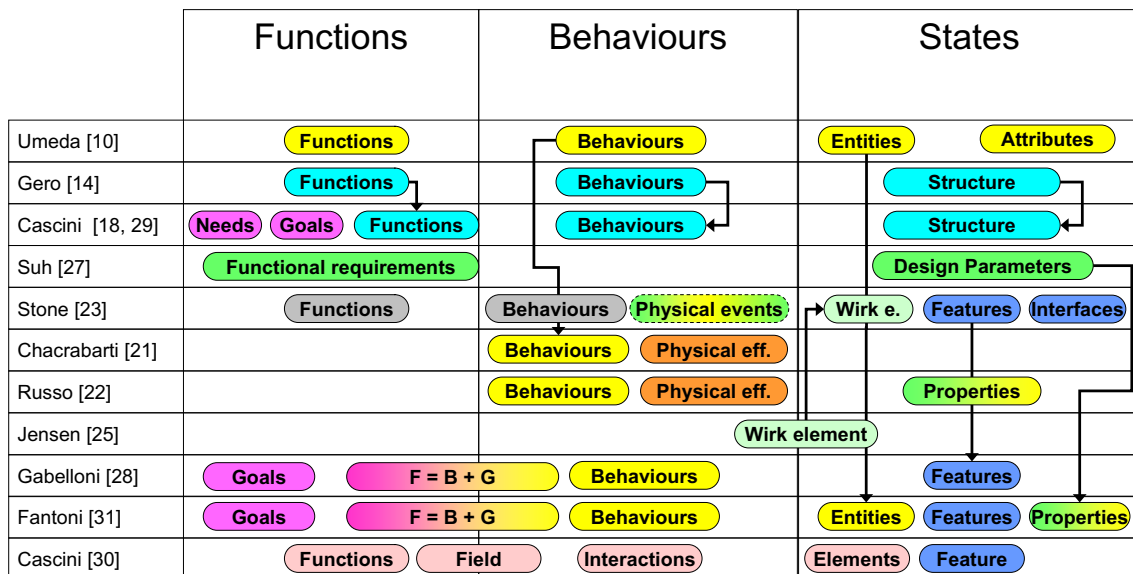 Functions Behaviours States
Umeda [10] Functions Behaviours Entities Attributes
Gero [14] Functions Behaviours Structure
Cascini [18, 29] Needs Goals Functions Behaviours Structure
Suh [27] Functional requirements Design Parameters
Stone [23] Functions Behaviours Physical events Wirk e. Features Interfaces
Chacrabarti [21] Behaviours Physical eff.
Russo [22] Behaviours Physical eff. Properties
Jensen [25] Wirk element
Gabelloni [28] Goals F = B + G Behaviours Features
Fantoni [31] Goals F = B + G Behaviours Entities Features Properties
Cascini [30] Functions Field Interactions Elements Feature